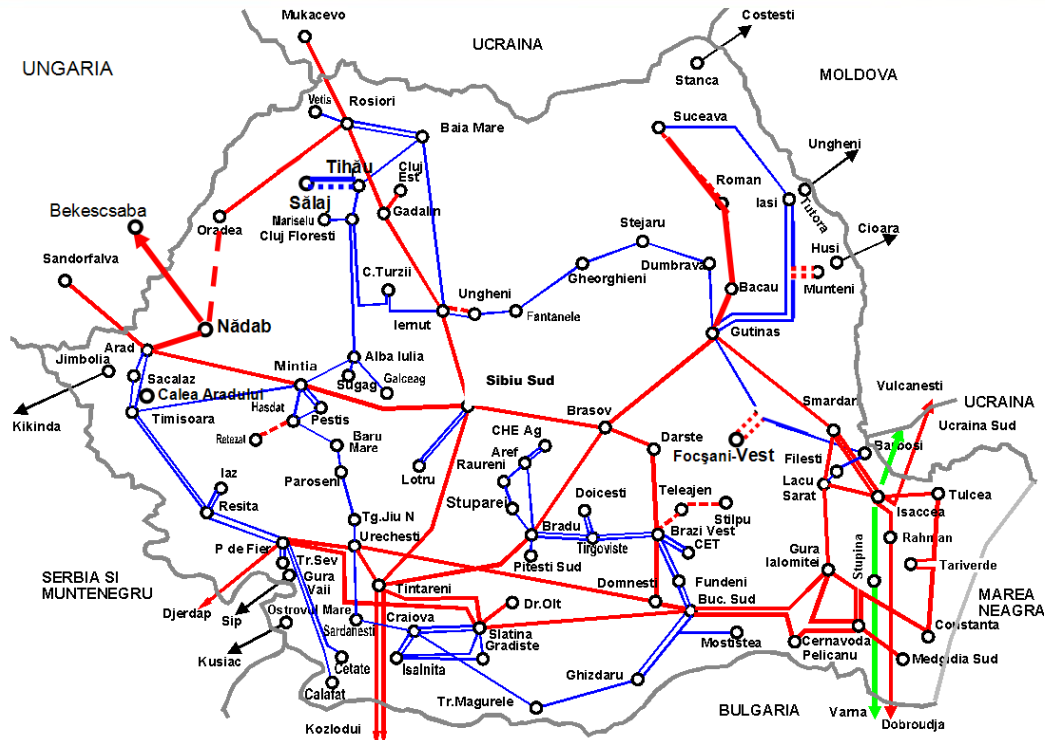 Mukacevo
UCRAINA
Costesti
UNGARIA
Stanca
MOLDOVA
Vetis
Rosiori
Baia Mare
Suceava
Ungheni
Tihău
Cluj
Est
Roman
Sălaj
Gadalin
Iasi
Tutora
Bekescsaba
Mariselu
Oradea
Cluj Floresti
Stejaru
Husi
Cioara
Sandorfalva
C.Turzii
Gheorghieni
Dumbrava
Munteni
Bacau
Ungheni
Nădab
Iernut
Fantanele
Gutinas
Arad
Jimbolia
Alba Iulia
Mintia
Sibiu Sud
Sacalaz
Sugag
Galceag
Vulcanesti
Calea Aradului
Smardan
UCRAINA
Kikinda
Timisoara
Hasdat
Pestis
Brasov
Ucraina Sud
Retezat
Baru
Mare
CHE Ag
Darste
Barbosi
Focşani-Vest
Filesti
Aref
Raureni
Iaz
Paroseni
Lotru
Lacu
Sarat
Stuparei
Doicesti
Teleajen
Tulcea
Resita
Stilpu
Isaccea
Tg.Jiu N
Bradu
Brazi Vest
Urechesti
Tirgoviste
Rahman
P de Fier
CET
Gura
Ialomitei
Stupina
Tr.Sev
Pitesti Sud
SERBIA SI
MUNTENEGRU
Gura
Vaii
Tintareni
Domnesti
Fundeni
Tariverde
Djerdap
Sip
Ostrovul Mare
Dr.Olt
Buc. Sud
MAREA
NEAGRA
Sardanesti
Craiova
Slatina
Constanta
Gradiste
Cernavoda
Kusiac
Mostistea
Pelicanu
Cetate
Isalnita
Medgidia Sud
Ghizdaru
Calafat
Tr.Magurele
Kozlodui
BULGARIA
Varna
Dobroudja